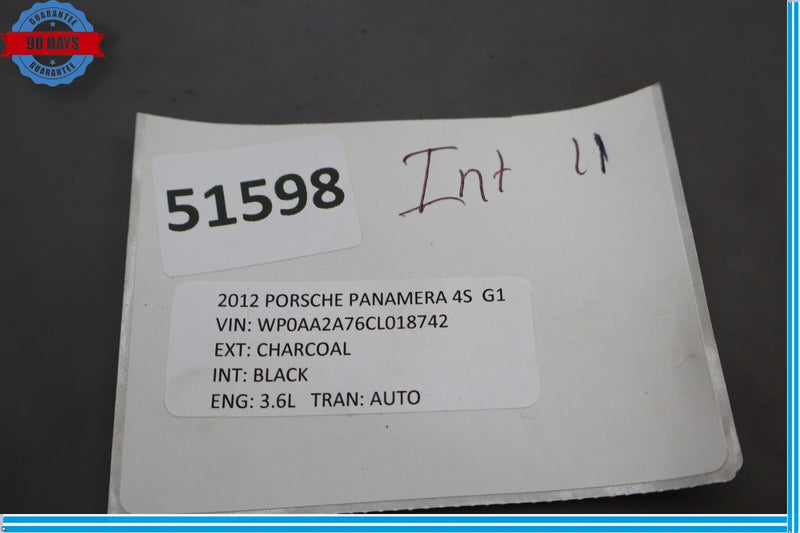 GUARANTEE
90 DAYS
GUARANTEE
51598
Int
2012 PORSCHE PANAMERA 4S G1
VIN: WP0AA2A76CL018742
EXT: CHARCOAL
INT: BLACK
ENG: 3.6L TRAN: AUTO